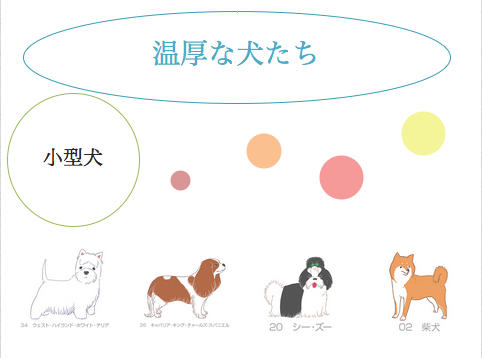 温厚な犬たち
小型犬
34 ウェスト・ハイランド・ホワイト・テリア
26 キャバリア・キング・チャールズ・スパニエル
20 シー・ズー
02 柴犬